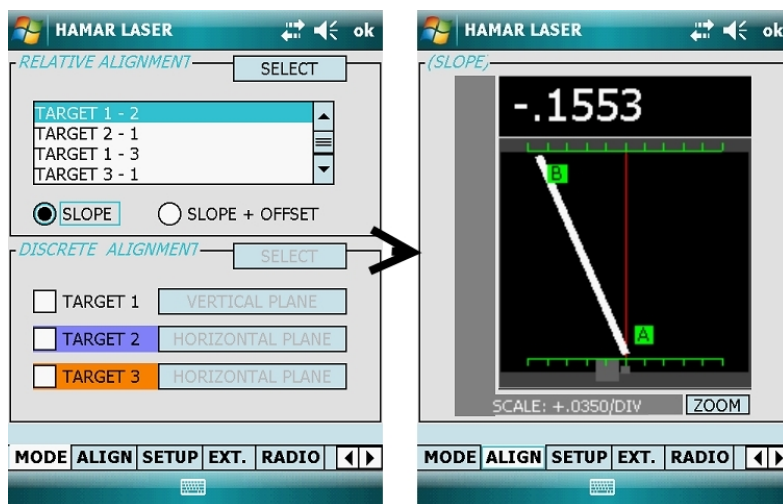 HAMAR LASER ok
RELATIVE ALIGNMENT SELECT
TARGET 1 - 2
TARGET 2 - 1
TARGET 1 - 3
TARGET 3 - 1
SLOPE SLOPE + OFFSET
DISCRETE ALIGNMENT SELECT
TARGET 1 VERTICAL PLANE
TARGET 2 HORIZONTAL PLANE
TARGET 3 HORIZONTAL PLANE
MODE ALIGN SETUP EXT. RADIO
HAMAR LASER ok
(SLOPE)
-.1553
B
A
SCALE: +.0350/DIV ZOOM
MODE ALIGN SETUP EXT. RADIO